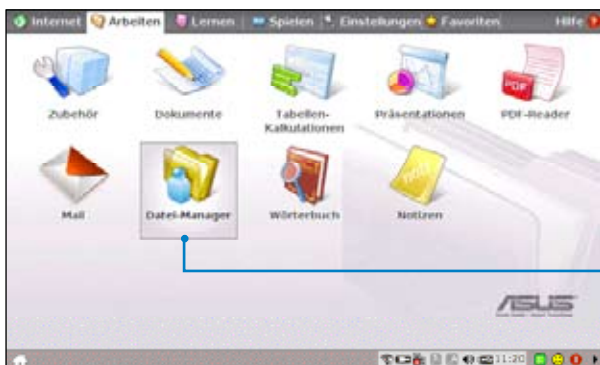 Internet Arbeiten Lernen Spielen Einstellungen Favoriten Hilfe
Zubehör Dokumente Tabellen- Präsentationen PDF-Reader
Kalkulationen
PDF
Mail Datei-Manager Wörterbuch Notizen
ASUS
11:20